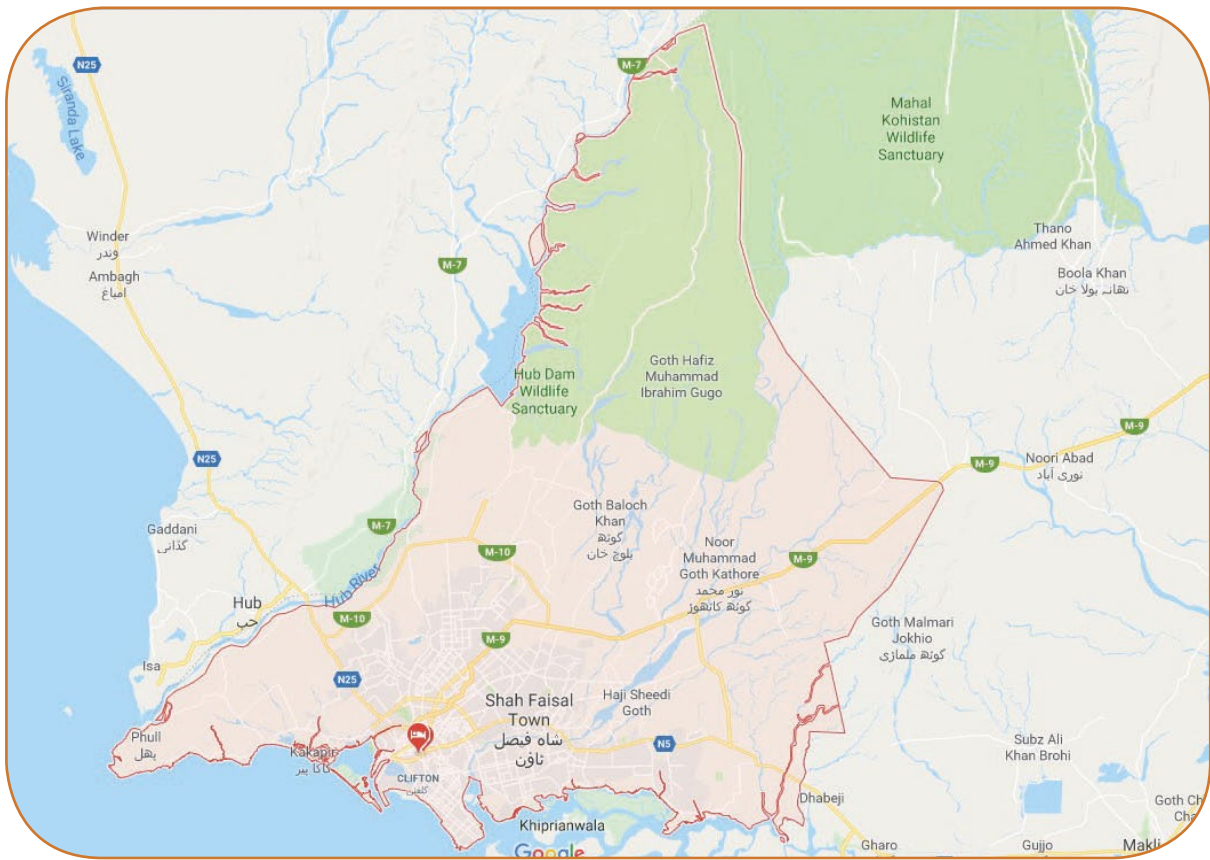 N25
Siranda Lake
M-7
Mahal
Kohistan
Wildlife
Sanctuary
Winder
وندر
Ambagh
امباغ
M-7
Thano
Ahmed Khan
Boola Khan
تھانہ بولا خان
Hub Dam
Wildlife
Sanctuary
Goth Hafiz
Muhammad
Ibrahim Gugo
M-9
N25
M-9
Noori Abad
نوری آباد
Gaddani
گڈانی
M-7
Goth Baloch
Khan
گوٹھ
بلوچ خان
M-10
Noor
Muhammad
Goth Kathore
نور محمد
گوٹھ کاٹھوڑ
M-9
Hub River
Hub
حب
M-10
M-9
Goth Malmari
Jokhio
گوٹھ ملماڑی
Isa
N25
Shah Faisal
Town
شاہ فیصل
ٹاؤن
Haji Sheedi
Goth
Phull
پھل
Kakapir
کاکا پیر
N5
Subz Ali
Khan Brohi
CLIFTON
کلفٹن
Dhabeji
Goth Ch
Cha
Khiprianwala
Google
Gharo
Gujjo
Makli